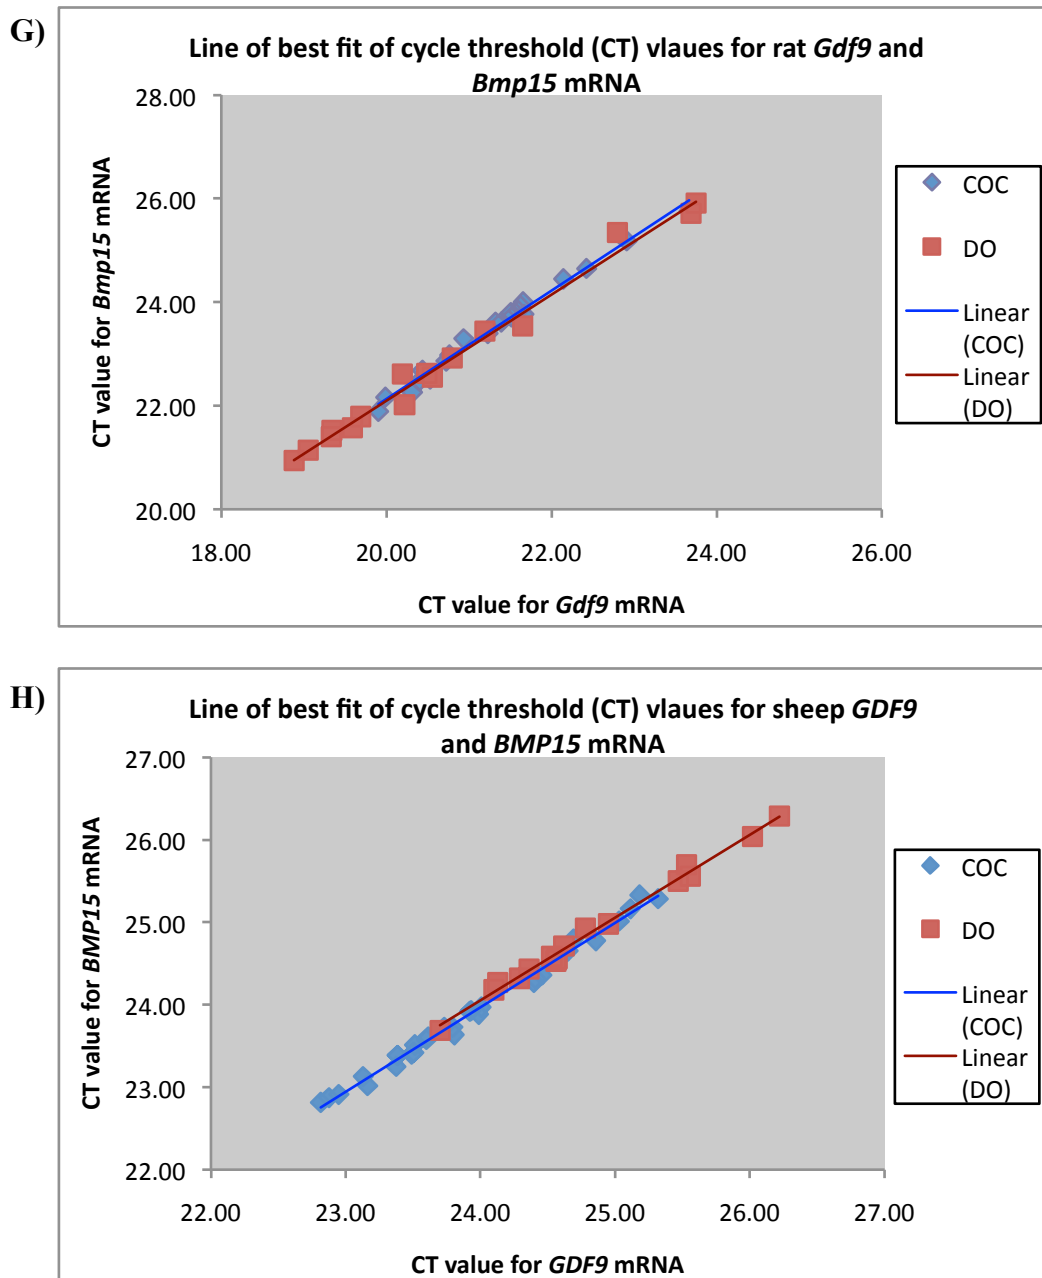 G)
Line of best fit of cycle threshold (CT) vlaues for rat Gdf9 and
Bmp15 mRNA
28.00
26.00
24.00
22.00
20.00
CT value for Bmp15 mRNA
18.00 20.00 22.00 24.00 26.00
CT value for Gdf9 mRNA
COC
DO
Linear
(COC)
Linear
(DO)
H)
Line of best fit of cycle threshold (CT) vlaues for sheep GDF9
and BMP15 mRNA
27.00
26.00
25.00
24.00
23.00
22.00
CT value for BMP15 mRNA
22.00 23.00 24.00 25.00 26.00 27.00
CT value for GDF9 mRNA
COC
DO
Linear
(COC)
Linear
(DO)